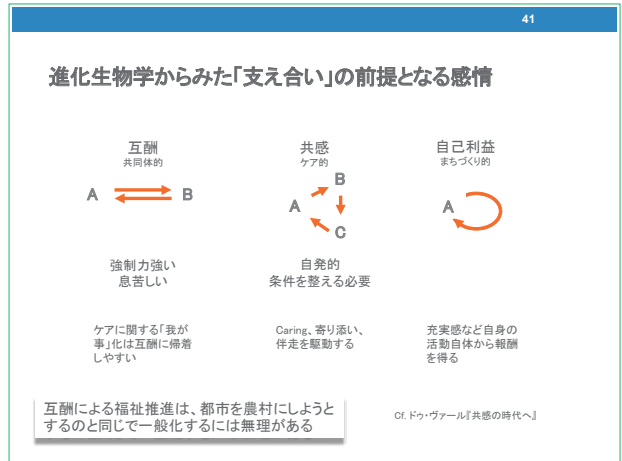 41
進化生物学からみた「支え合い」の前提となる感情
互酬
共同体的
A
B
共感
ケア的
A
B
C
自己利益
まちづくり的
A
強制力強い
息苦しい
自発的
条件を整える必要
ケアに関する「我が
事」化は互酬に帰着
しやすい
Caring、寄り添い、
伴走を駆動する
充実感など自身の
活動自体から報酬
を得る
互酬による福祉推進は、都市を農村にしようと
するのと同じで一般化するには無理がある
Cf. ドゥ・ヴァール『共感の時代へ』